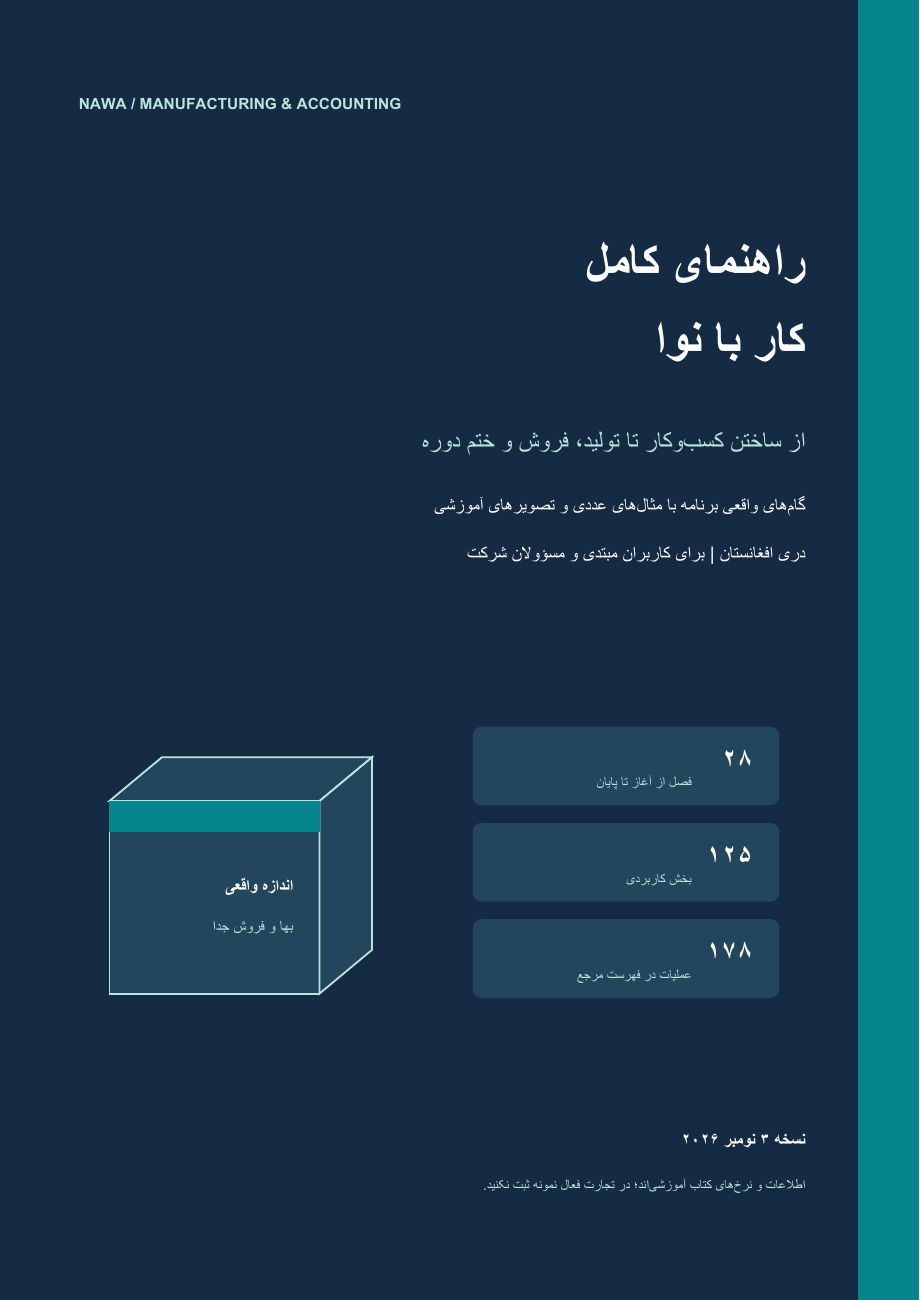 NAWA / MANUFACTURING & ACCOUNTING
راهنمای کامل
کار با نوا
از ساختن کسب‌وکار تا تولید، فروش و ختم دوره
گام‌های واقعی برنامه با مثال‌های عددی و تصویرهای آموزشی
دری افغانستان | برای کاربران مبتدی و مسؤولان شرکت
۲۸
فصل از آغاز تا پایان
۱۲۵
بخش کاربردی
۱۷۸
عملیات در فهرست مرجع
اندازه واقعی
بها و فروش جدا
نسخه ۳ نومبر ۲۰۲۶
اطلاعات و نرخ‌های کتاب آموزشی‌اند؛ در تجارت فعال نمونه ثبت نکنید.